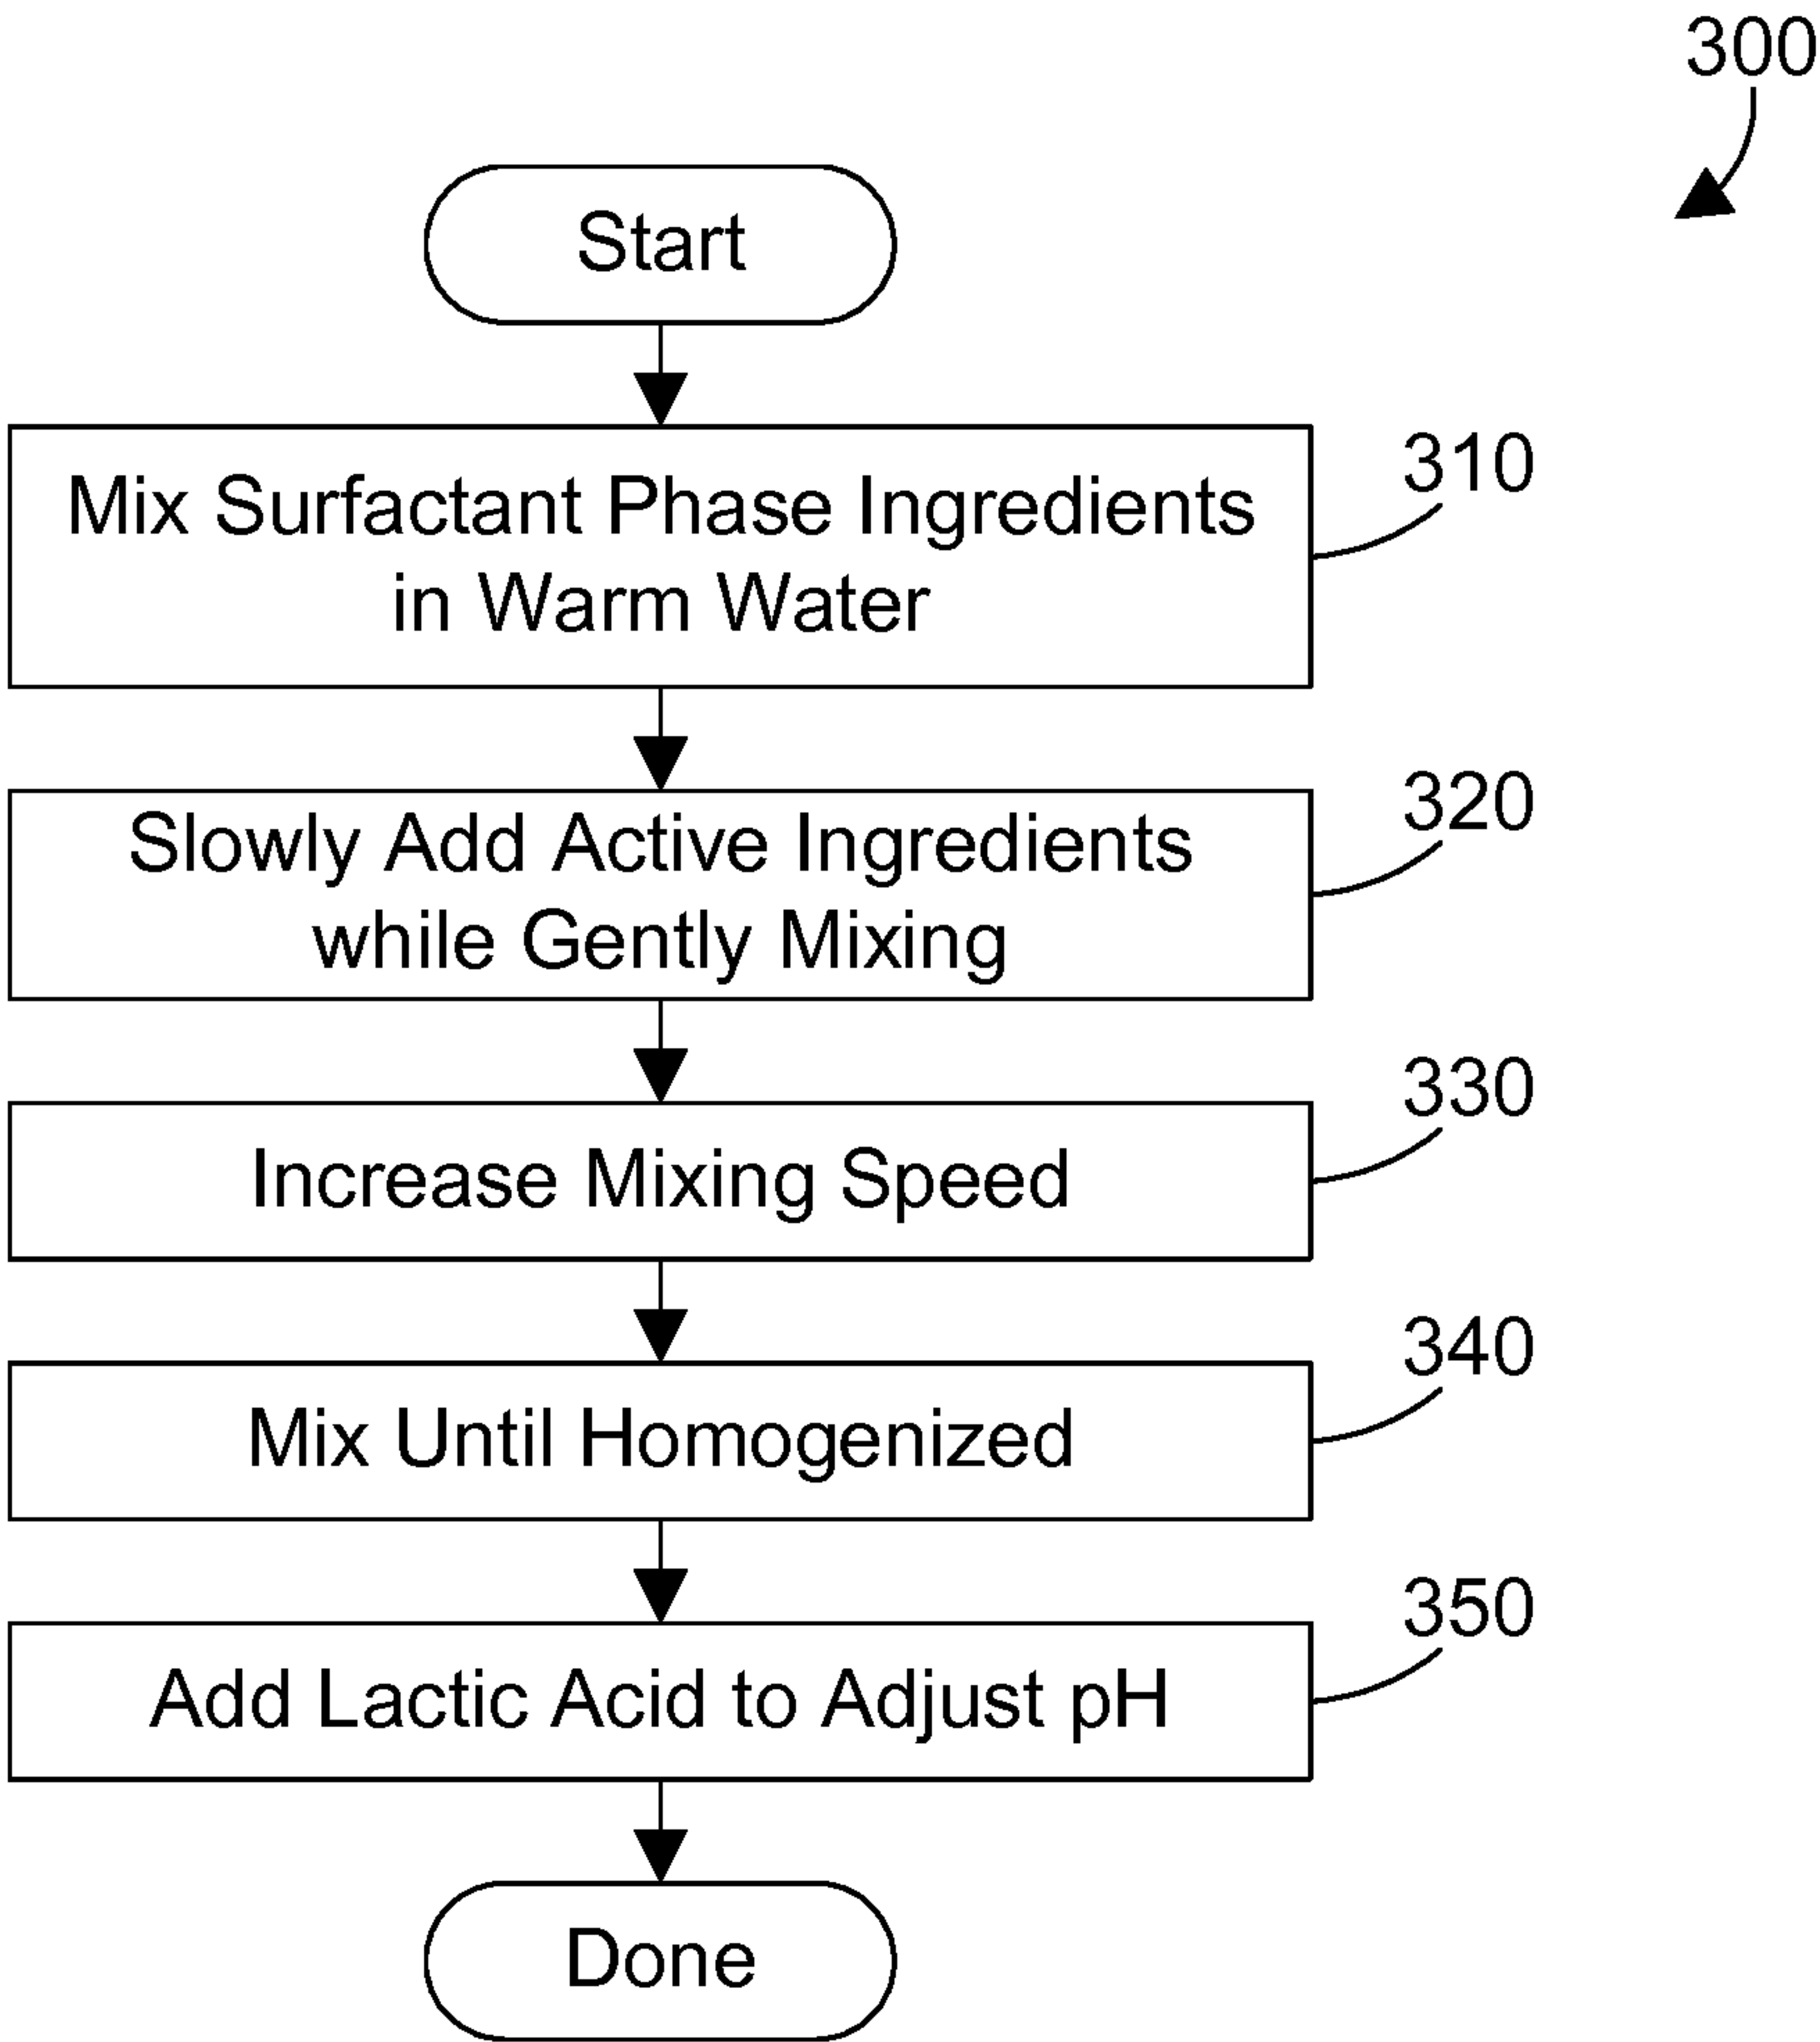 300
Start
Mix Surfactant Phase Ingredients
in Warm Water
310
Slowly Add Active Ingredients
while Gently Mixing
320
Increase Mixing Speed
330
Mix Until Homogenized
340
Add Lactic Acid to Adjust pH
350
Done